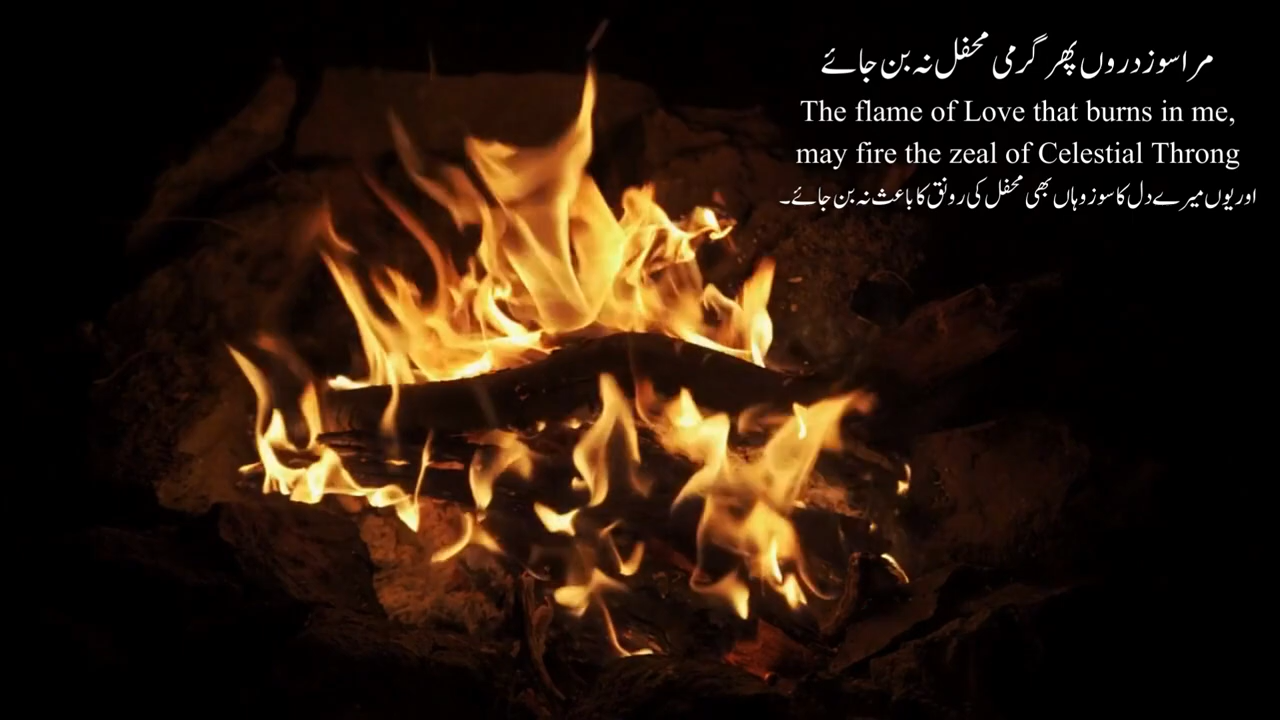 مرا سوز دروں پھر گرمی محفل نہ بن جائے
The flame of Love that burns in me,
may fire the zeal of Celestial Throng
اور یوں میرے دل کا سوز وہاں بھی محفل کی رونق کا باعث نہ بن جائے۔